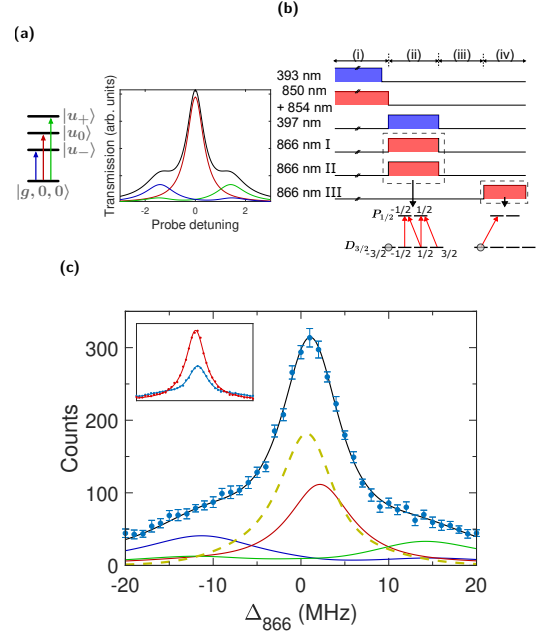 (a)
|u₊⟩
|u₀⟩
|u₋⟩
|g, 0, 0⟩
Transmission (arb. units)
-2 0 2
Probe detuning
(b)
(i) (ii) (iii) (iv)
393 nm
850 nm
+ 854 nm
397 nm
866 nm I
866 nm II
866 nm III
P1/2 -1/2 1/2
D3/2 -3/2 -1/2 1/2 3/2
(c)
Counts
300
200
100
0
-20 -10 0 10 20
Δ866 (MHz)